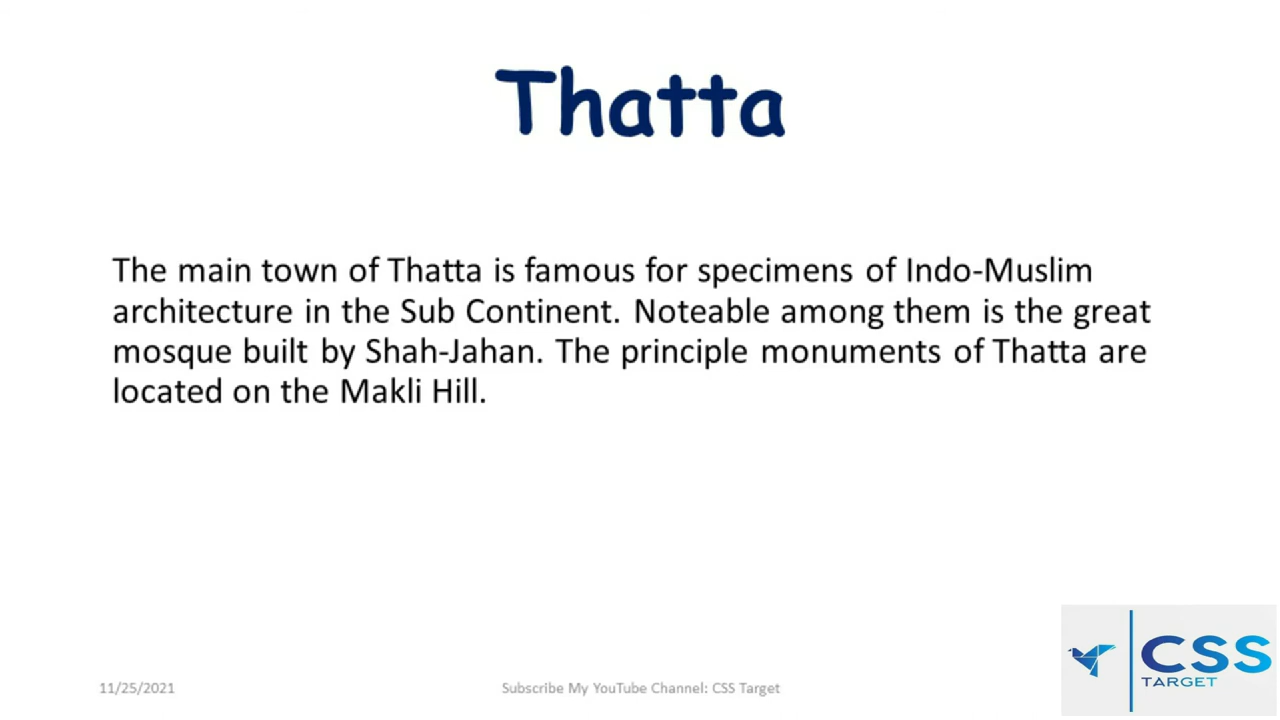 Thatta
The main town of Thatta is famous for specimens of Indo-Muslim
architecture in the Sub Continent. Noteable among them is the great
mosque built by Shah-Jahan. The principle monuments of Thatta are
located on the Makli Hill.
11/25/2021
Subscribe My YouTube Channel: CSS Target
CSS
TARGET